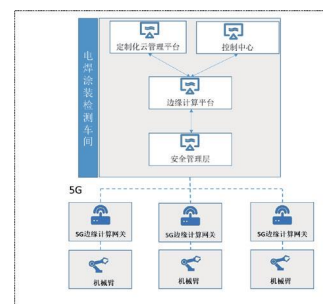 定制化云管理平台
控制中心
电焊涂装检测车间
边缘计算平台
安全管理层
5G
5G边缘计算网关
5G边缘计算网关
5G边缘计算网关
机械臂
机械臂
机械臂